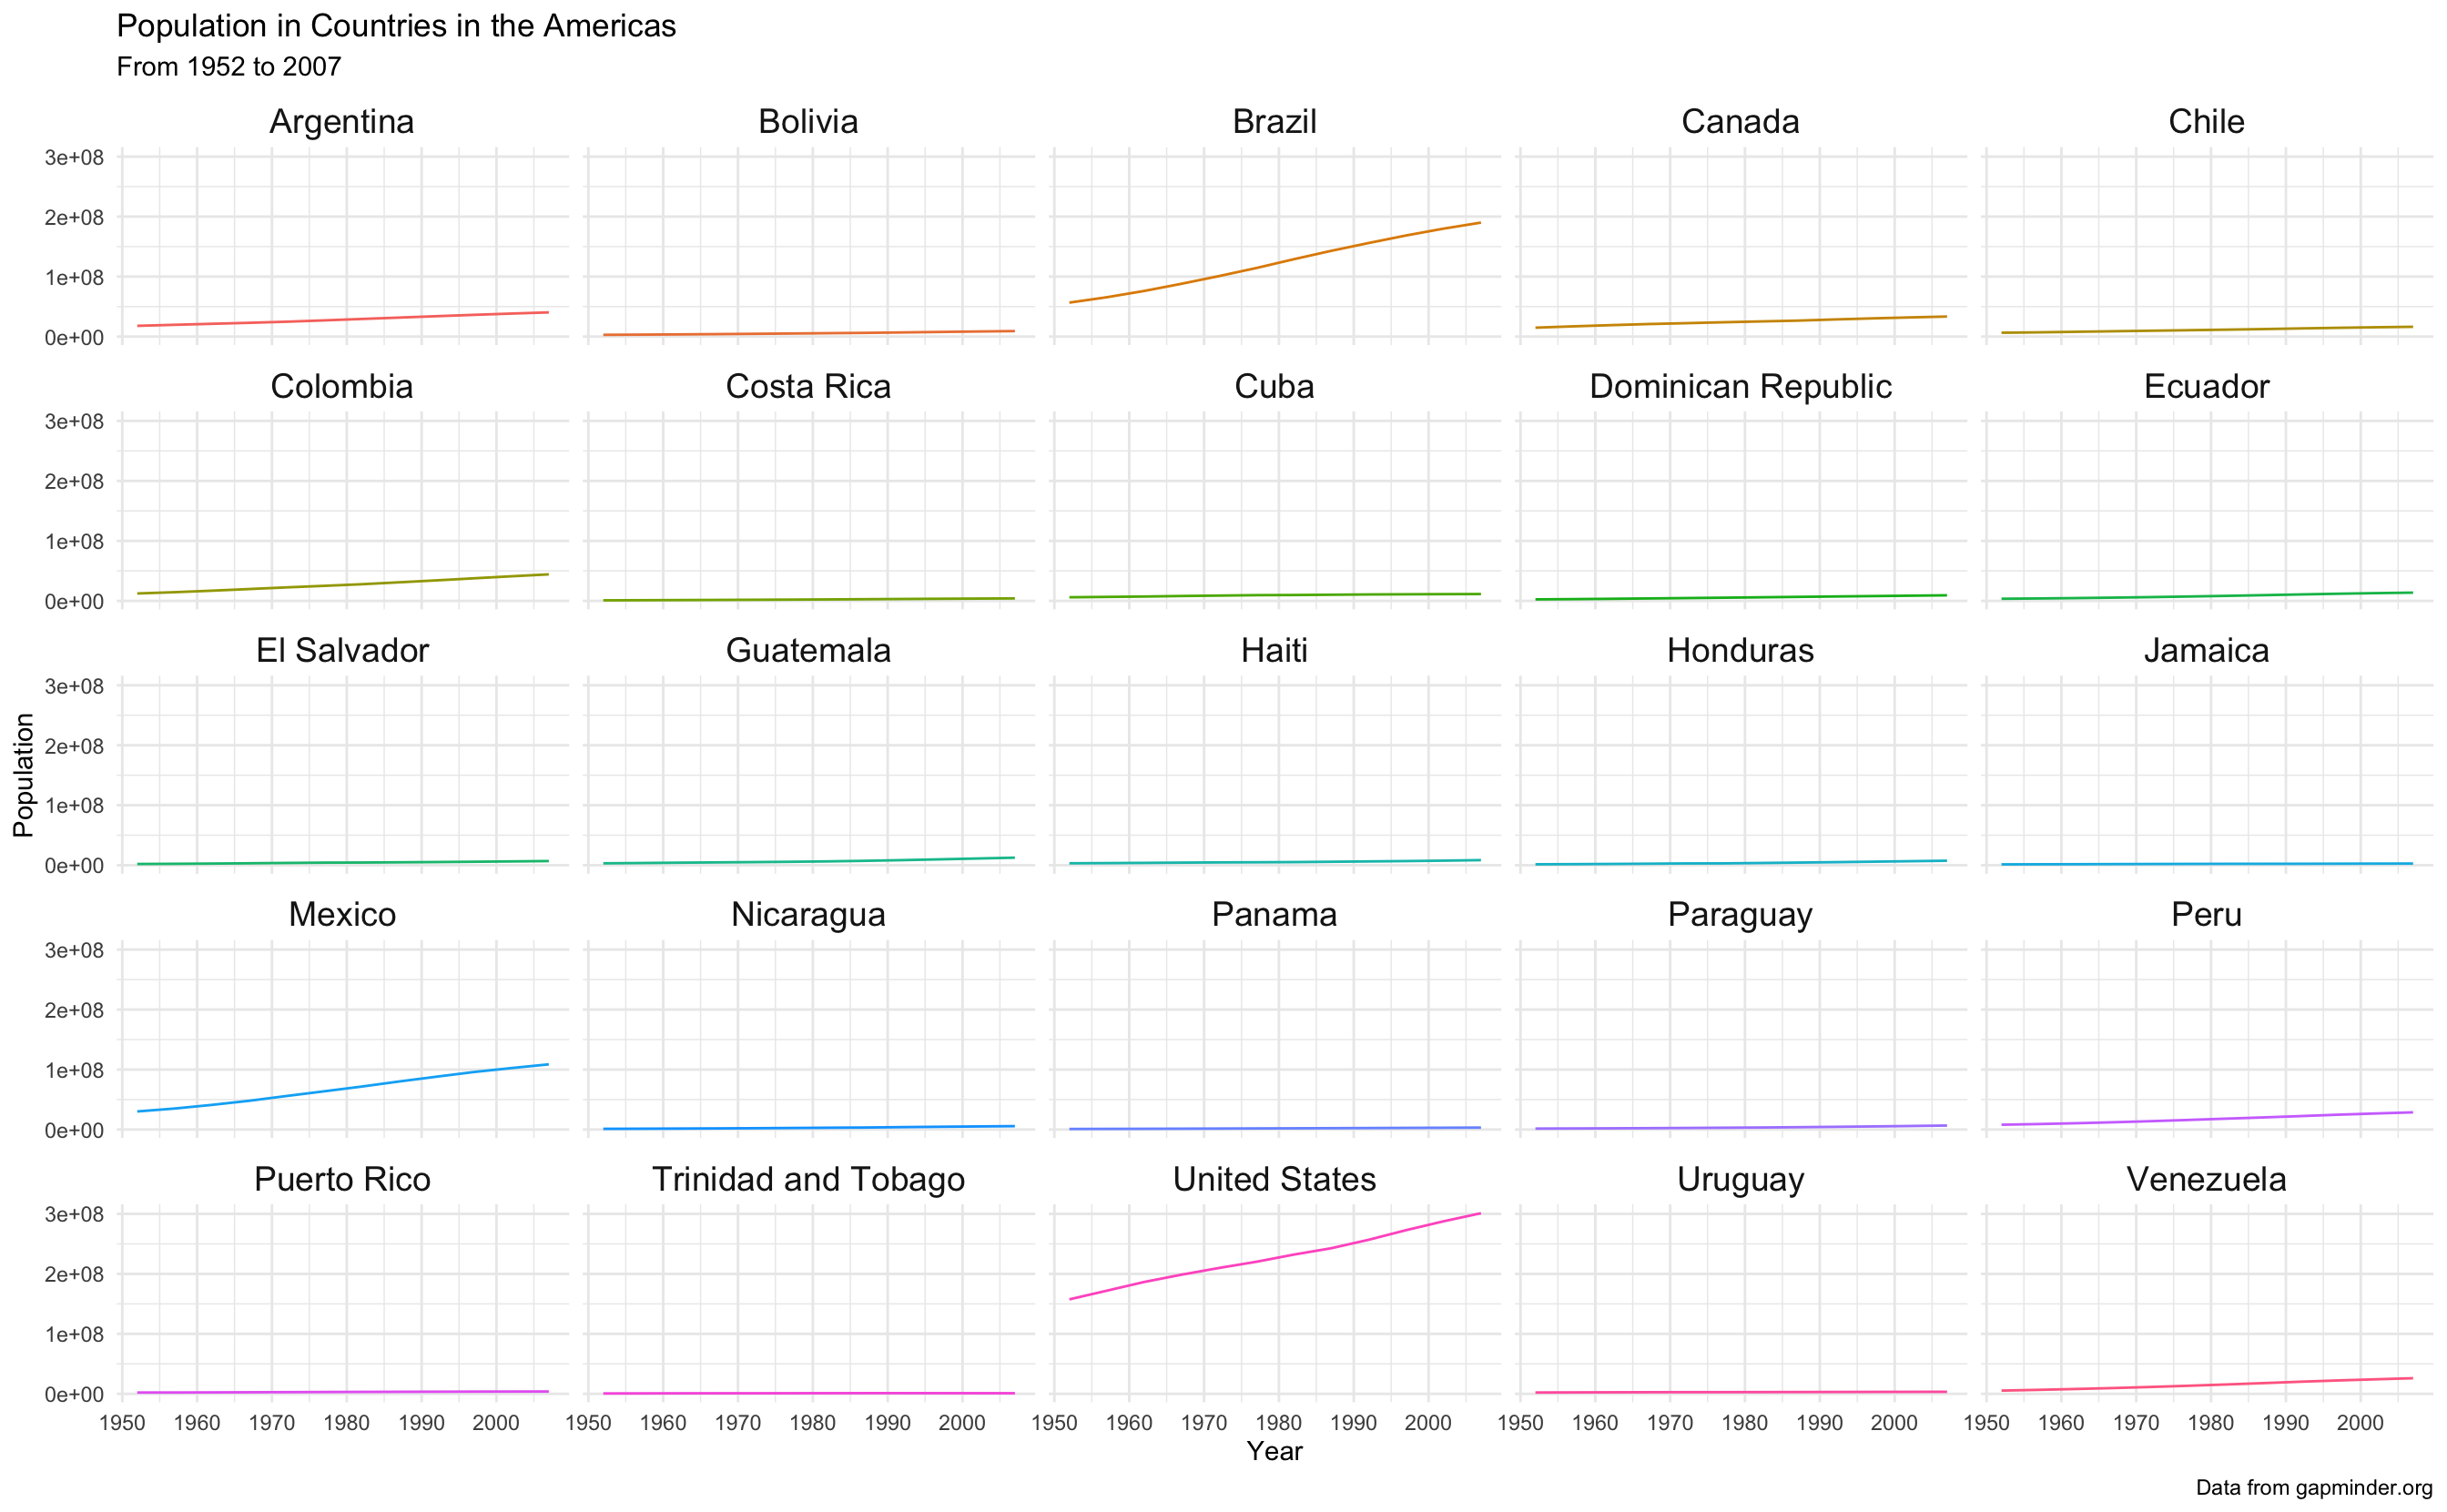 Population in Countries in the Americas
From 1952 to 2007
Argentina Bolivia Brazil Canada Chile
3e+08
2e+08
1e+08
0e+00
Colombia Costa Rica Cuba Dominican Republic Ecuador
3e+08
2e+08
1e+08
0e+00
El Salvador Guatemala Haiti Honduras Jamaica
3e+08
2e+08
1e+08
0e+00
Population
Mexico Nicaragua Panama Paraguay Peru
3e+08
2e+08
1e+08
0e+00
Puerto Rico Trinidad and Tobago United States Uruguay Venezuela
3e+08
2e+08
1e+08
0e+00
1950 1960 1970 1980 1990 2000 1950 1960 1970 1980 1990 2000 1950 1960 1970 1980 1990 2000 1950 1960 1970 1980 1990 2000 1950 1960 1970 1980 1990 2000
Year
Data from gapminder.org